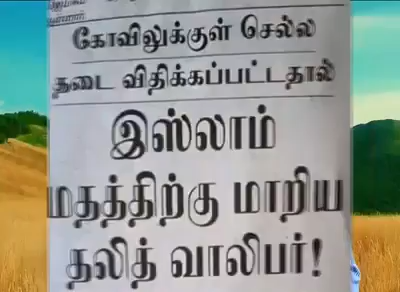 கோவிலுக்குள் செல்ல
தடை விதிக்கப்பட்டதால்
இஸ்லாம்
மதத்திற்கு மாறிய
தலித் வாலிபர்!